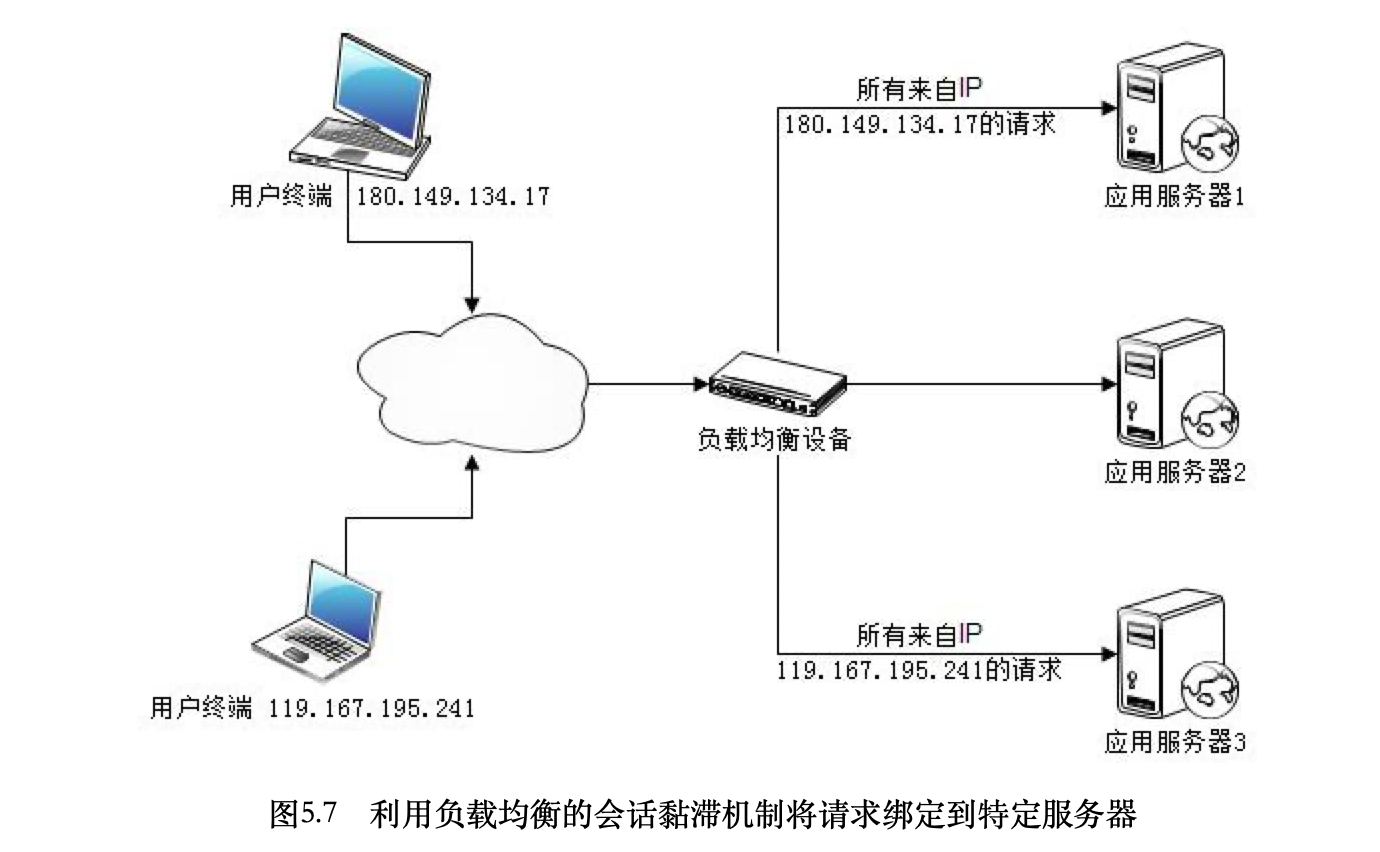 所有来自IP
180.149.134.17的请求
用户终端 180.149.134.17
应用服务器1
负载均衡设备
应用服务器2
所有来自IP
119.167.195.241的请求
用户终端 119.167.195.241
应用服务器3
图5.7 利用负载均衡的会话黏滞机制将请求绑定到特定服务器